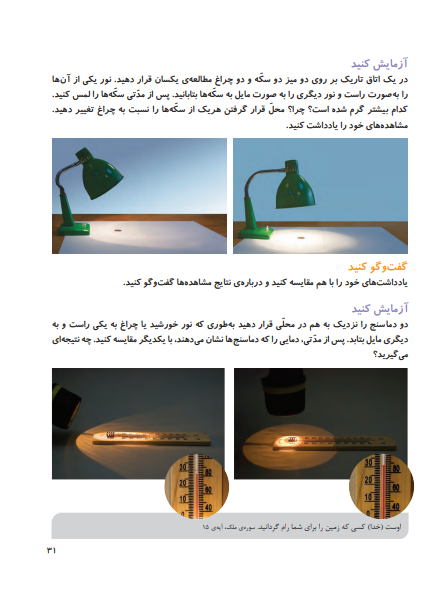 آزمایش کنید
در یک اتاق تاریک بر روی دو میز دو سکّه و دو چراغ مطالعه‌ی یکسان قرار دهید. نور یکی از آن‌ها
را به‌صورت راست و نور دیگری را به صورت مایل به سکّه‌ها بتابانید. پس از مدّتی سکّه‌ها را لمس کنید.
کدام بیشتر گرم شده است؟ چرا؟ محلّ قرار گرفتن هریک از سکّه‌ها را نسبت به چراغ تغییر دهید.
مشاهده‌های خود را یادداشت کنید.
گفت‌وگو کنید
یادداشت‌های خود را با هم مقایسه کنید و درباره‌ی نتایج مشاهده‌ها گفت‌وگو کنید.
آزمایش کنید
دو دماسنج را نزدیک به هم در محلّی قرار دهید به‌طوری که نور خورشید یا چراغ به یکی راست و به
دیگری مایل بتابد. پس از مدّتی، دمایی را که دماسنج‌ها نشان می‌دهند، با یکدیگر مقایسه کنید. چه نتیجه‌ای
می‌گیرید؟
30 80
20 60
10 40
30 80
20 60
10 40
اوست (خدا) کسی که زمین را برای شما رام گردانید. سوره‌ی ملک، آیه‌ی ۱۵
۳۱